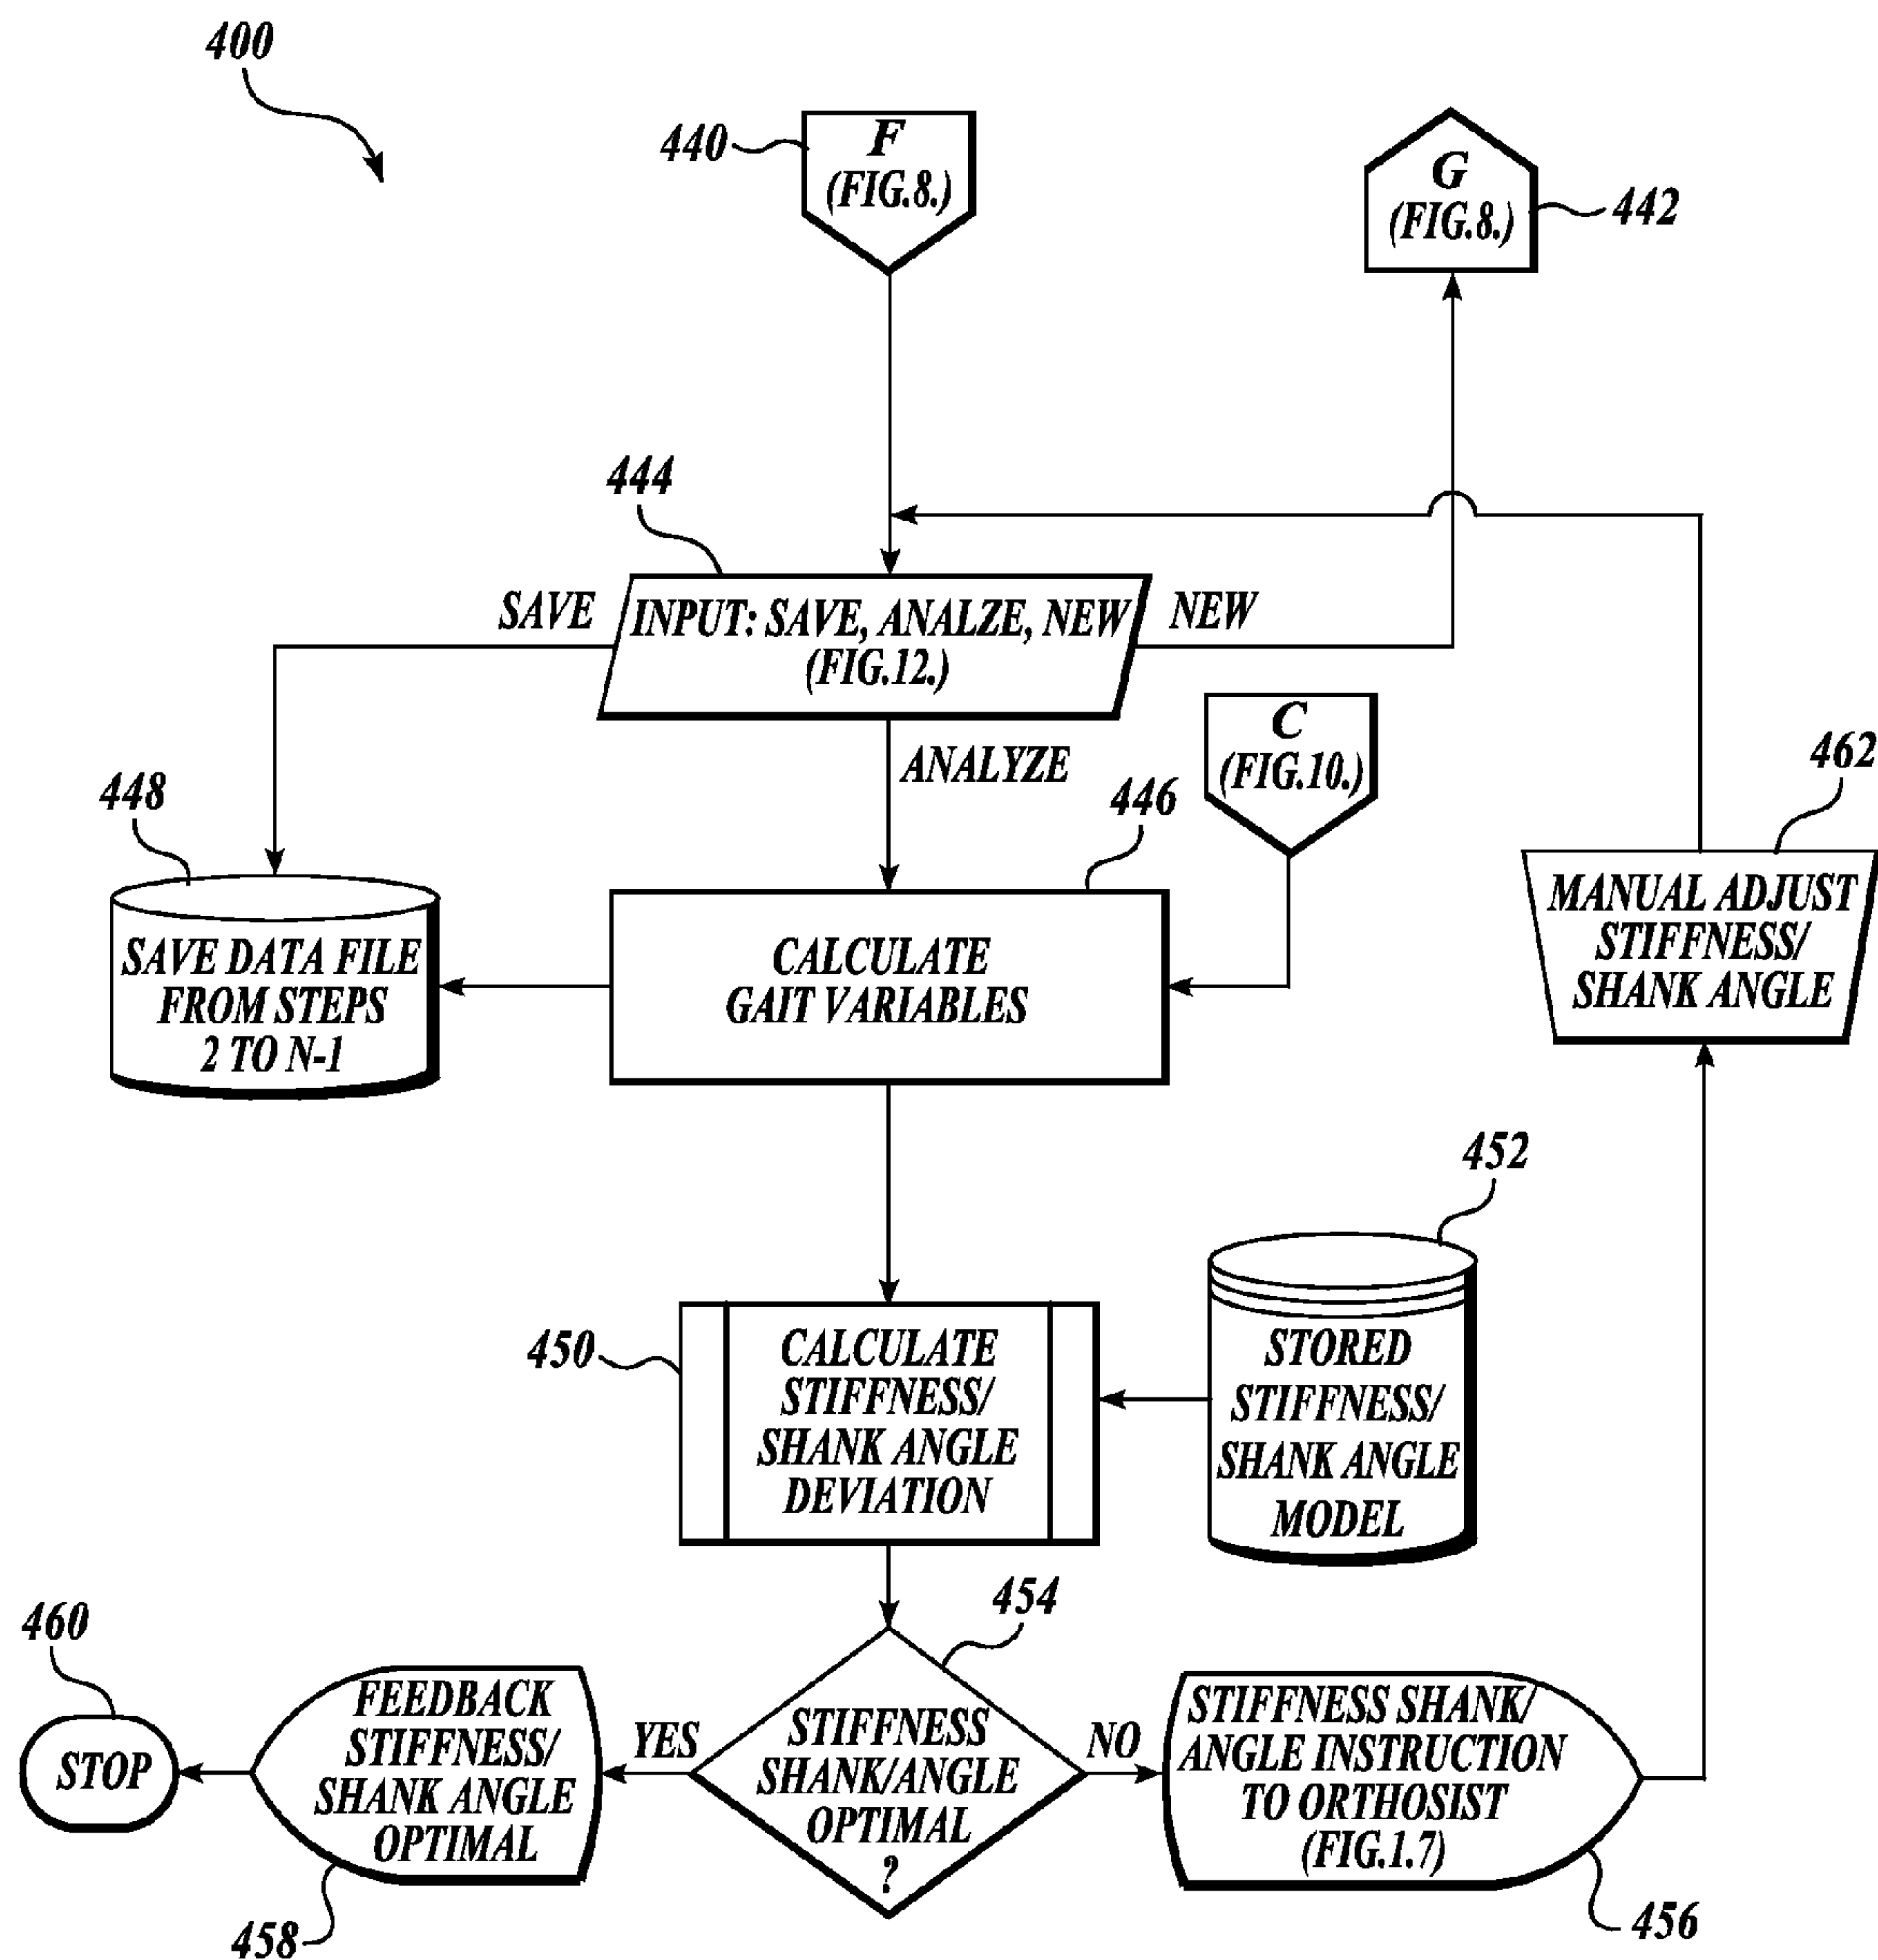 400
440
F
(FIG.8.)
G
(FIG.8.)
442
444
SAVE
INPUT: SAVE, ANALZE, NEW
(FIG.12.)
NEW
ANALYZE
C
(FIG.10.)
446
448
SAVE DATA FILE
FROM STEPS
2 TO N-1
CALCULATE
GAIT VARIABLES
462
MANUAL ADJUST
STIFFNESS/
SHANK ANGLE
450
CALCULATE
STIFFNESS/
SHANK ANGLE
DEVIATION
452
STORED
STIFFNESS/
SHANK ANGLE
MODEL
454
460
STOP
FEEDBACK
STIFFNESS/
SHANK ANGLE
OPTIMAL
458
YES
STIFFNESS
SHANK/ANGLE
OPTIMAL
?
NO
STIFFNESS SHANK/
ANGLE INSTRUCTION
TO ORTHOSIST
(FIG.1.7)
456